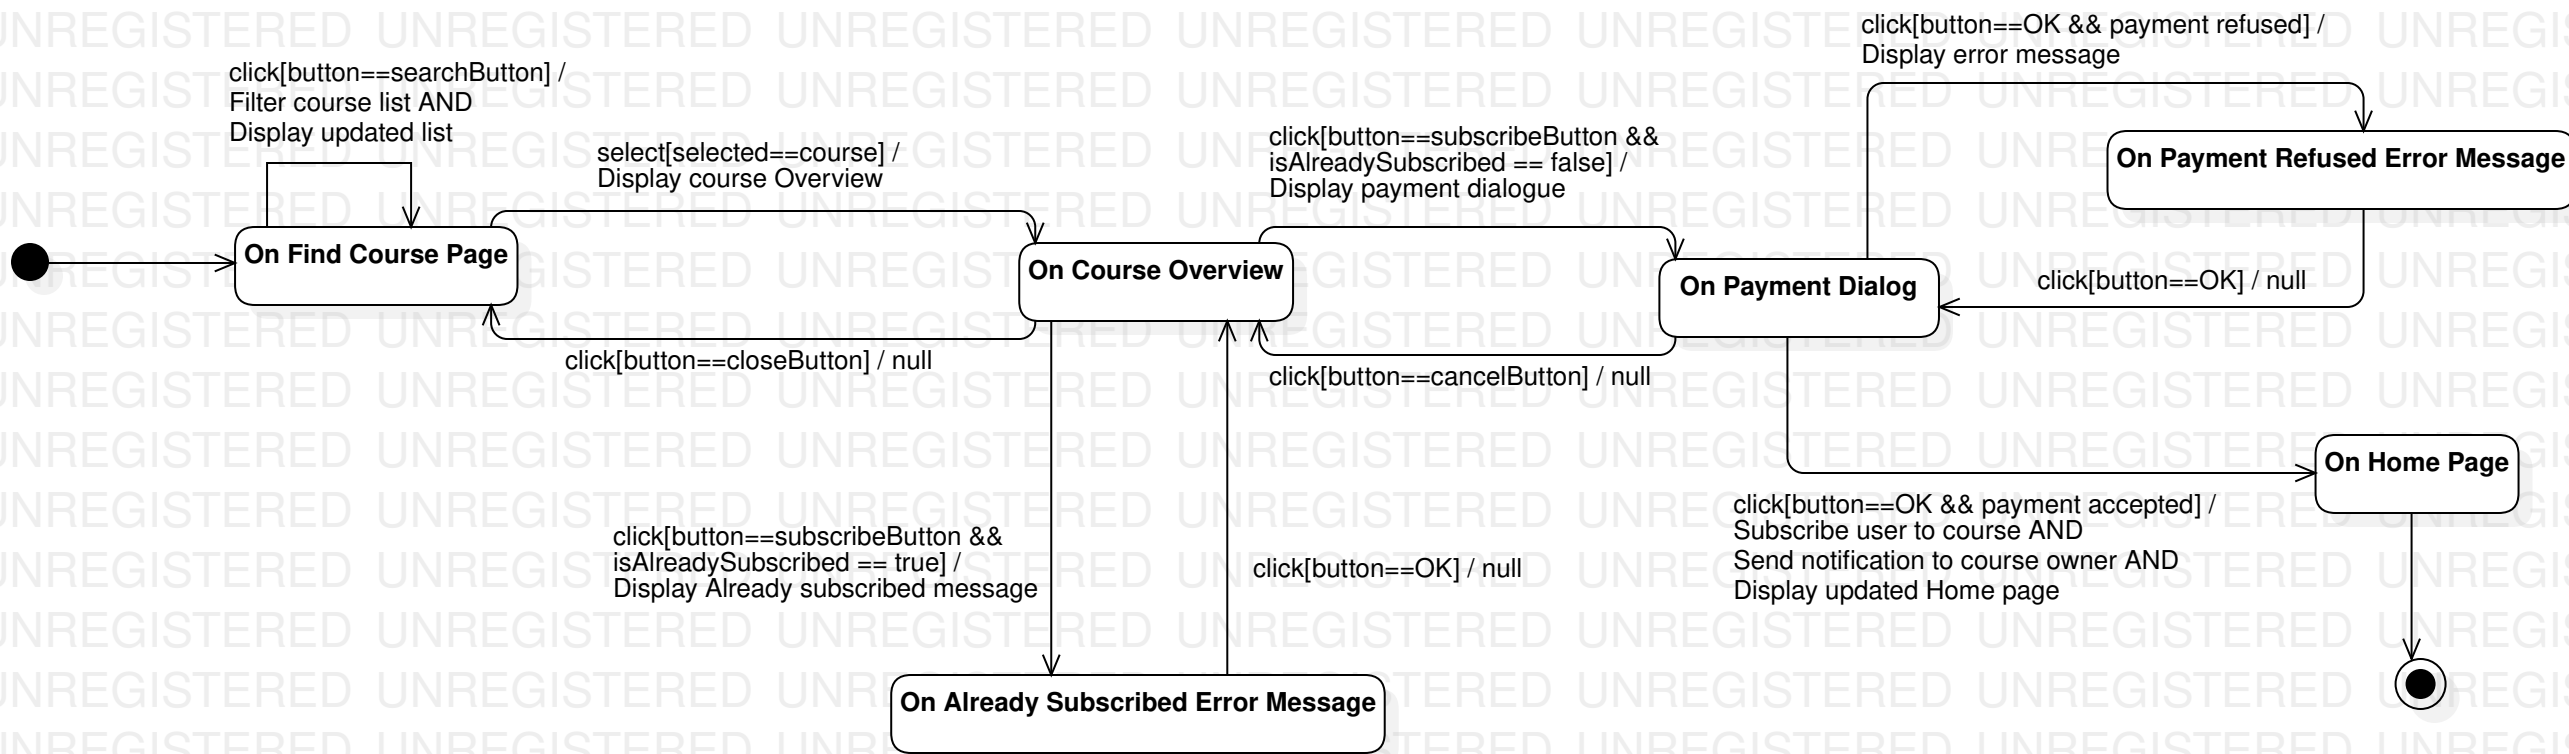 click[button==OK && payment refused] /
Display error message
click[button==searchButton] /
Filter course list AND
Display updated list
select[selected==course] /
Display course Overview
click[button==subscribeButton &&
isAlreadySubscribed == false] /
Display payment dialogue
On Payment Refused Error Message
On Find Course Page
On Course Overview
On Payment Dialog
click[button==OK] / null
click[button==closeButton] / null
click[button==cancelButton] / null
On Home Page
click[button==OK && payment accepted] /
Subscribe user to course AND
Send notification to course owner AND
Display updated Home page
click[button==subscribeButton &&
isAlreadySubscribed == true] /
Display Already subscribed message
click[button==OK] / null
On Already Subscribed Error Message
UNREGISTERED